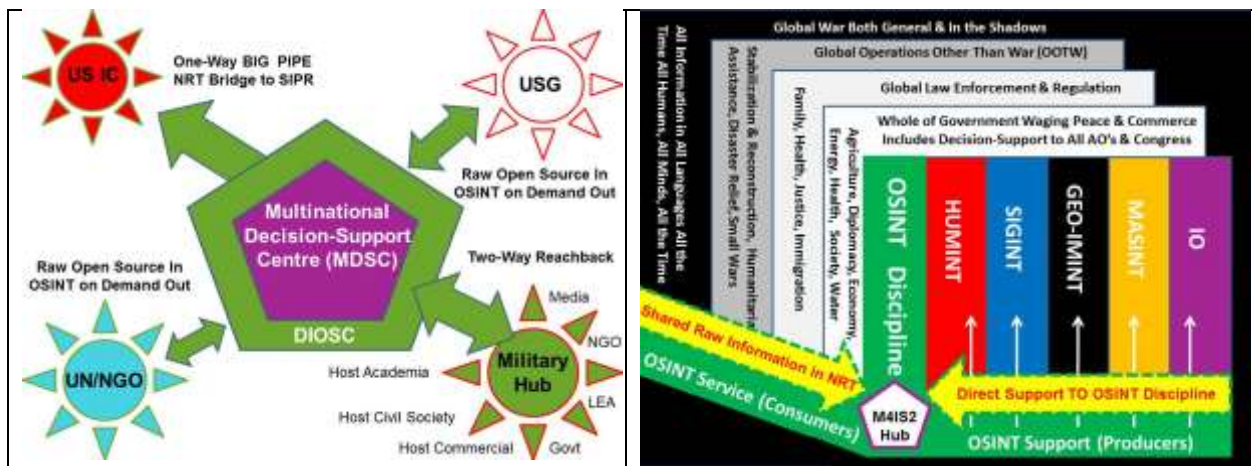 US IC
One-Way BIG PIPE
NRT Bridge to SIPR
USG
Raw Open Source In
OSINT on Demand Out
Multinational
Decision-Support
Centre (MDSC)
DIOSC
Raw Open Source In
OSINT on Demand Out
UN/NGO
Two-Way Reachback
Media
NGO
Military
Hub
LEA
Host Academia
Host Civil Society
Host Commercial
Govt
Global War Both General & In the Shadows
Global Operations Other Than War (OOTW)
Global Law Enforcement & Regulation
Whole of Government Waging Peace & Commerce
Includes Decision-Support to All AO's & Congress
All Information in All Languages All the
Time All Humans, All Minds, All the Time
Stabilization & Reconstruction, Humanitarian
Assistance, Disaster Relief, Small Wars
Family, Health, Justice, Immigration
Agriculture, Diplomacy, Economy,
Energy, Health, Society, Water
OSINT Discipline
HUMINT
SIGINT
GEO-IMINT
MASINT
IO
Shared Raw Information in NRT
OSINT Service (Consumers)
M4IS2
Hub
Direct Support TO OSINT Discipline
OSINT Support (Producers)